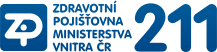 ZP
ZDRAVOTNÍ
POJIŠŤOVNA
MINISTERSTVA
VNITRA ČR
211